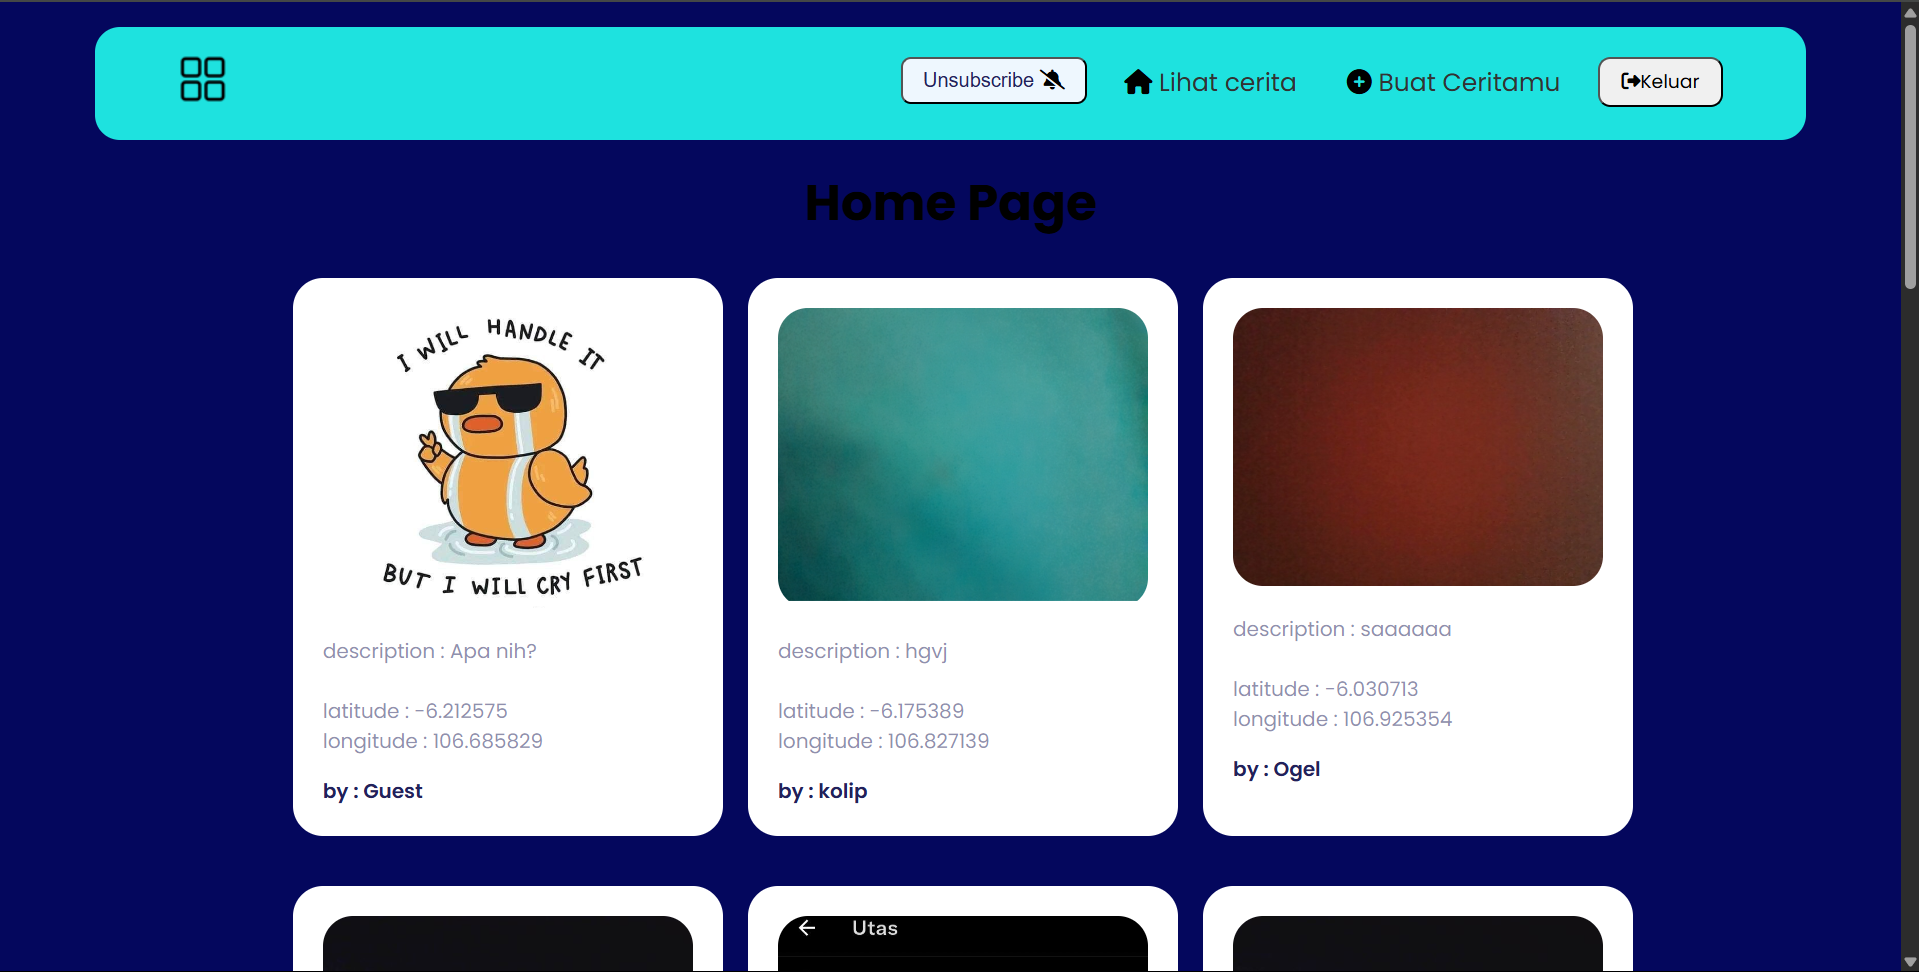 Unsubscribe
Lihat cerita
Buat Ceritamu
Keluar
Home Page
I WILL HANDLE IT
BUT I WILL CRY FIRST
description : Apa nih?
latitude : -6.212575
longitude : 106.685829
by : Guest
description : hgvj
latitude : -6.175389
longitude : 106.827139
by : kolip
description : saaaaaa
latitude : -6.030713
longitude : 106.925354
by : Ogel
Utas